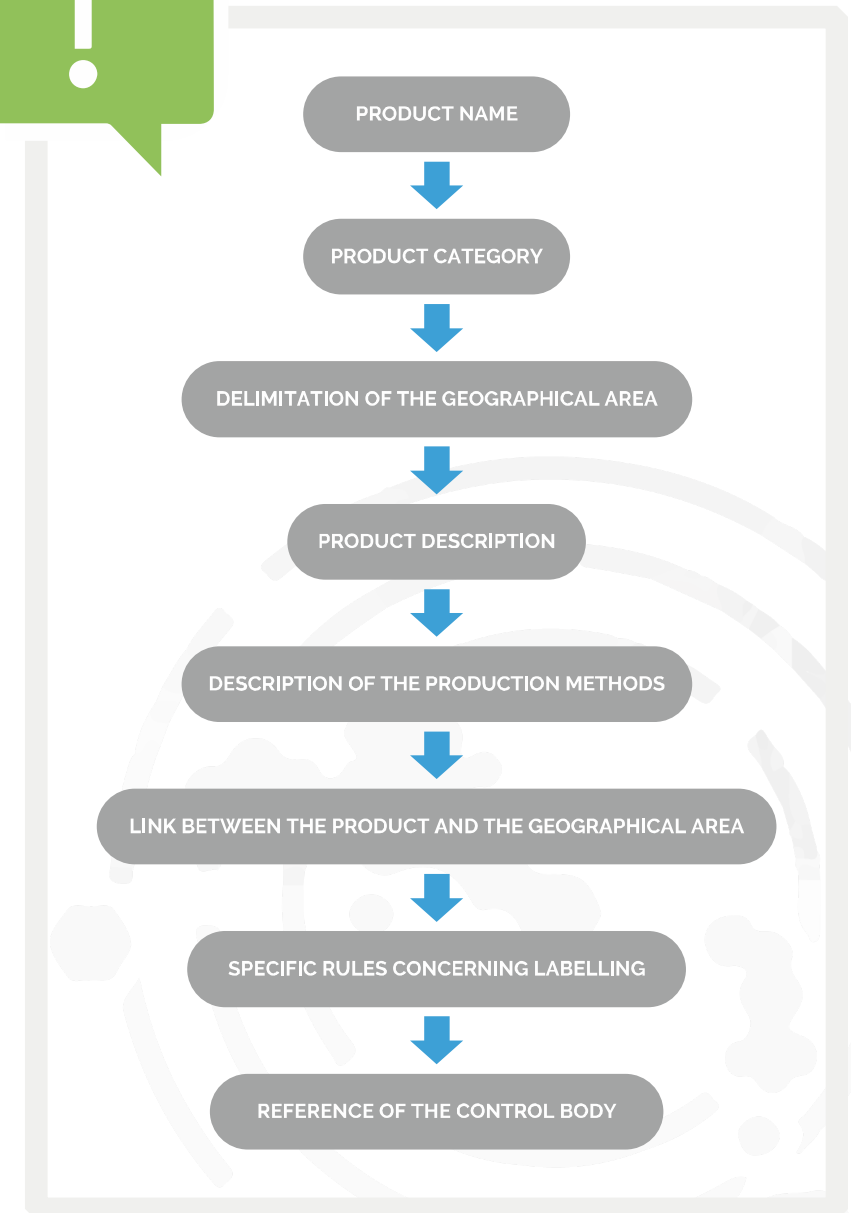 !
PRODUCT NAME
PRODUCT CATEGORY
DELIMITATION OF THE GEOGRAPHICAL AREA
PRODUCT DESCRIPTION
DESCRIPTION OF THE PRODUCTION METHODS
LINK BETWEEN THE PRODUCT AND THE GEOGRAPHICAL AREA
SPECIFIC RULES CONCERNING LABELLING
REFERENCE OF THE CONTROL BODY